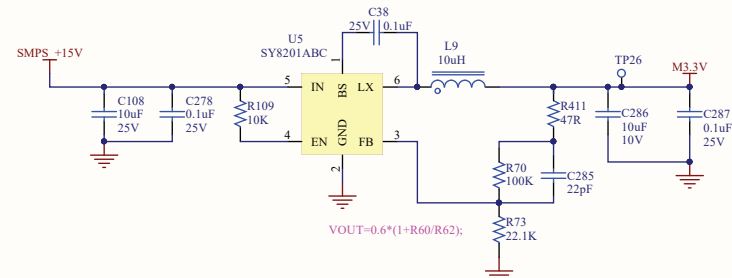 C38
25V 0.1uF
U5
SY8201ABC
SMPS_+15V
L9
10uH
TP26
M3.3V
1
5 IN BS LX 6
C108
10uF
25V
C278
0.1uF
25V
R109
10K
4 EN GND FB 3
2
R411
47R
C286
10uF
10V
C287
0.1uF
25V
R70
100K
C285
22pF
R73
22.1K
VOUT=0.6*(1+R60/R62);